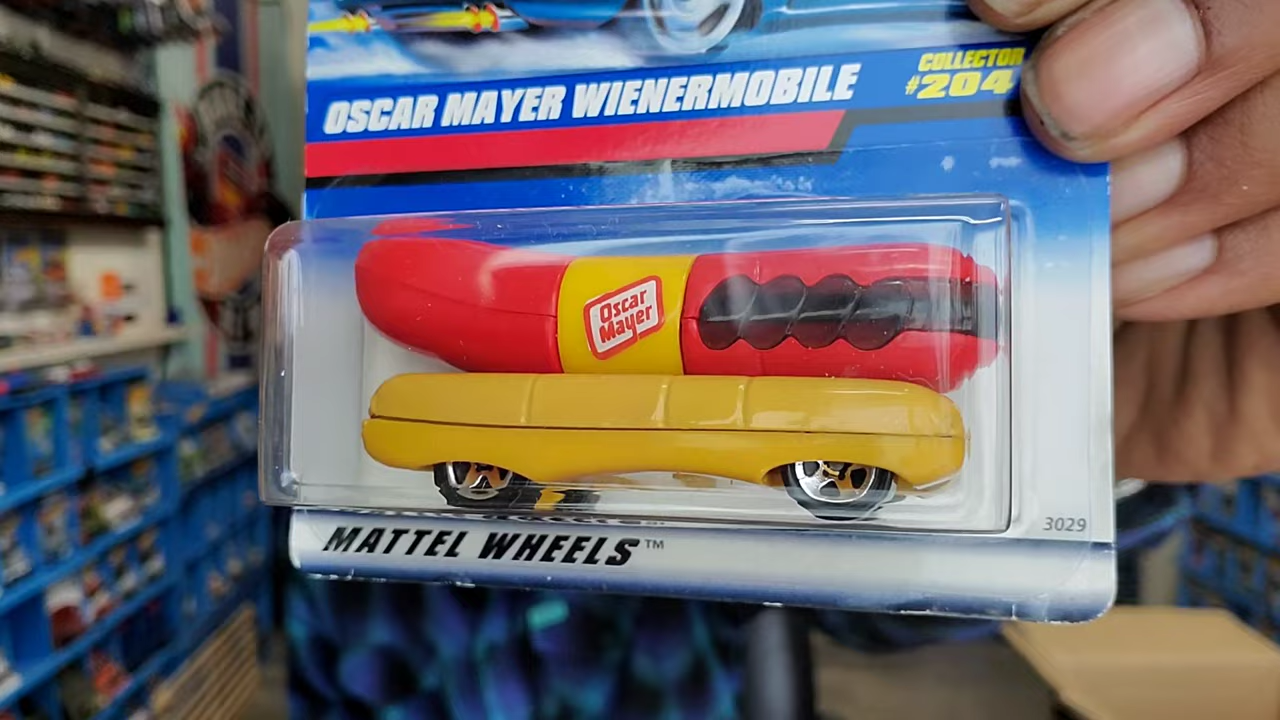 COLLECTOR
#204
OSCAR MAYER WIENERMOBILE
Oscar
Mayer
3029
MATTEL WHEELS™